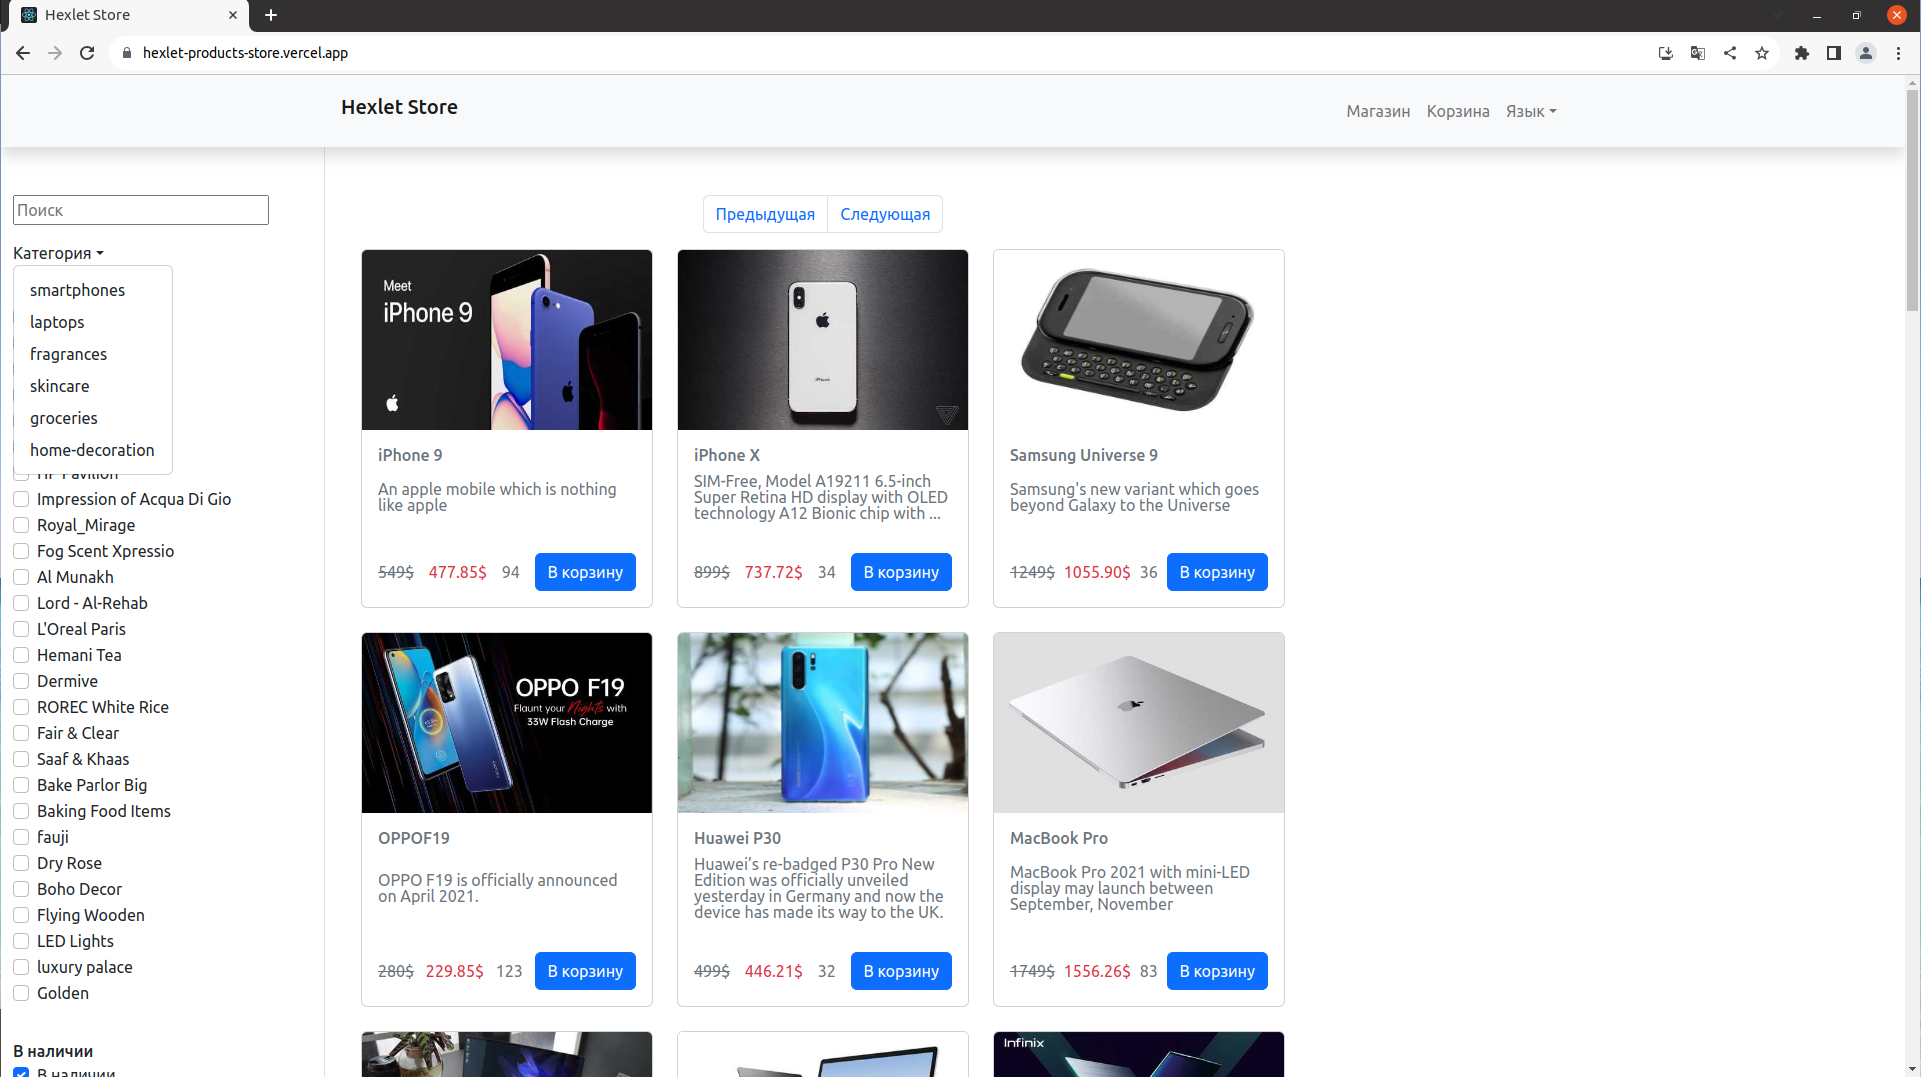 Hexlet Store
hexlet-products-store.vercel.app
Hexlet Store
Магазин
Корзина
Язык
Поиск
Категория
smartphones
laptops
fragrances
skincare
groceries
home-decoration
HP Pavilion
Impression of Acqua Di Gio
Royal_Mirage
Fog Scent Xpressio
Al Munakh
Lord - Al-Rehab
L'Oreal Paris
Hemani Tea
Dermive
ROREC White Rice
Fair & Clear
Saaf & Khaas
Bake Parlor Big
Baking Food Items
fauji
Dry Rose
Boho Decor
Flying Wooden
LED Lights
luxury palace
Golden
В наличии
В наличии
Предыдущая
Следующая
Meet
iPhone 9
iPhone 9
An apple mobile which is nothing
like apple
549$ 477.85$ 94 В корзину
iPhone
iPhone X
SIM-Free, Model A19211 6.5-inch
Super Retina HD display with OLED
technology A12 Bionic chip with ...
899$ 737.72$ 34 В корзину
Samsung Universe 9
Samsung's new variant which goes
beyond Galaxy to the Universe
1249$ 1055.90$ 36 В корзину
OPPO F19
Flaunt your Nights with
33W Flash Charge
OPPOF19
OPPO F19 is officially announced
on April 2021.
280$ 229.85$ 123 В корзину
Huawei P30
Huawei’s re-badged P30 Pro New
Edition was officially unveiled
yesterday in Germany and now the
device has made its way to the UK.
499$ 446.21$ 32 В корзину
MacBook Pro
MacBook Pro 2021 with mini-LED
display may launch between
September, November
1749$ 1556.26$ 83 В корзину
Infinix